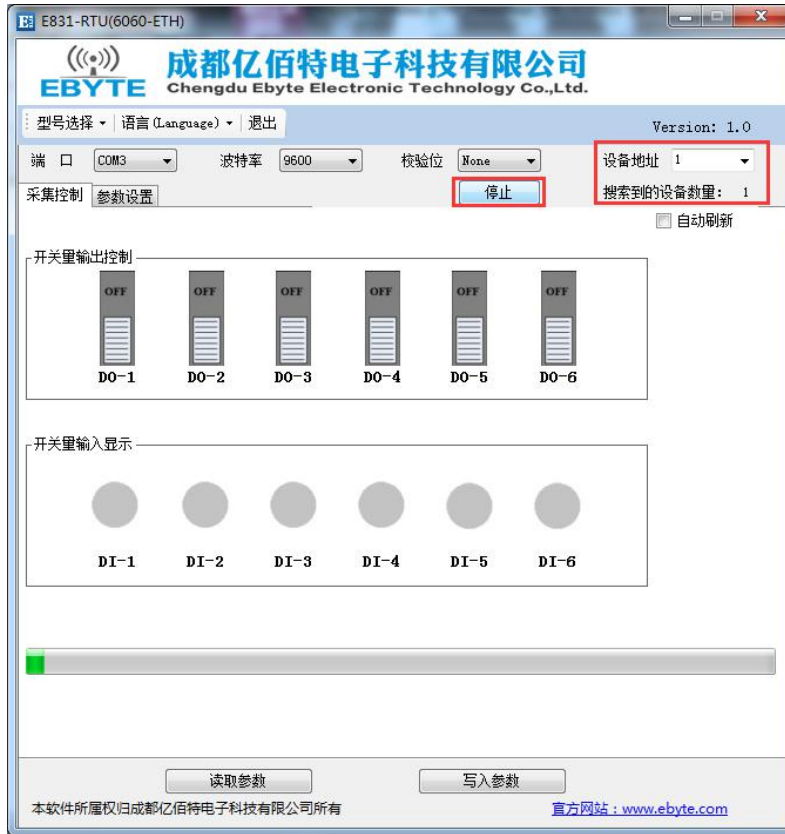 E831-RTU(6060-ETH)
EBYTE
成都亿佰特电子科技有限公司
Chengdu Ebyte Electronic Technology Co.,Ltd.
型号选择 语言(Language) 退出
Version: 1.0
端 口 COM3 波特率 9600 校验位 None 设备地址 1
采集控制 参数设置 停止 搜索到的设备数量: 1
自动刷新
开关量输出控制
OFF OFF OFF OFF OFF OFF
DO-1 DO-2 DO-3 DO-4 DO-5 DO-6
开关量输入显示
DI-1 DI-2 DI-3 DI-4 DI-5 DI-6
读取参数 写入参数
本软件所属权归成都亿佰特电子科技有限公司所有 官方网站：www.ebyte.com